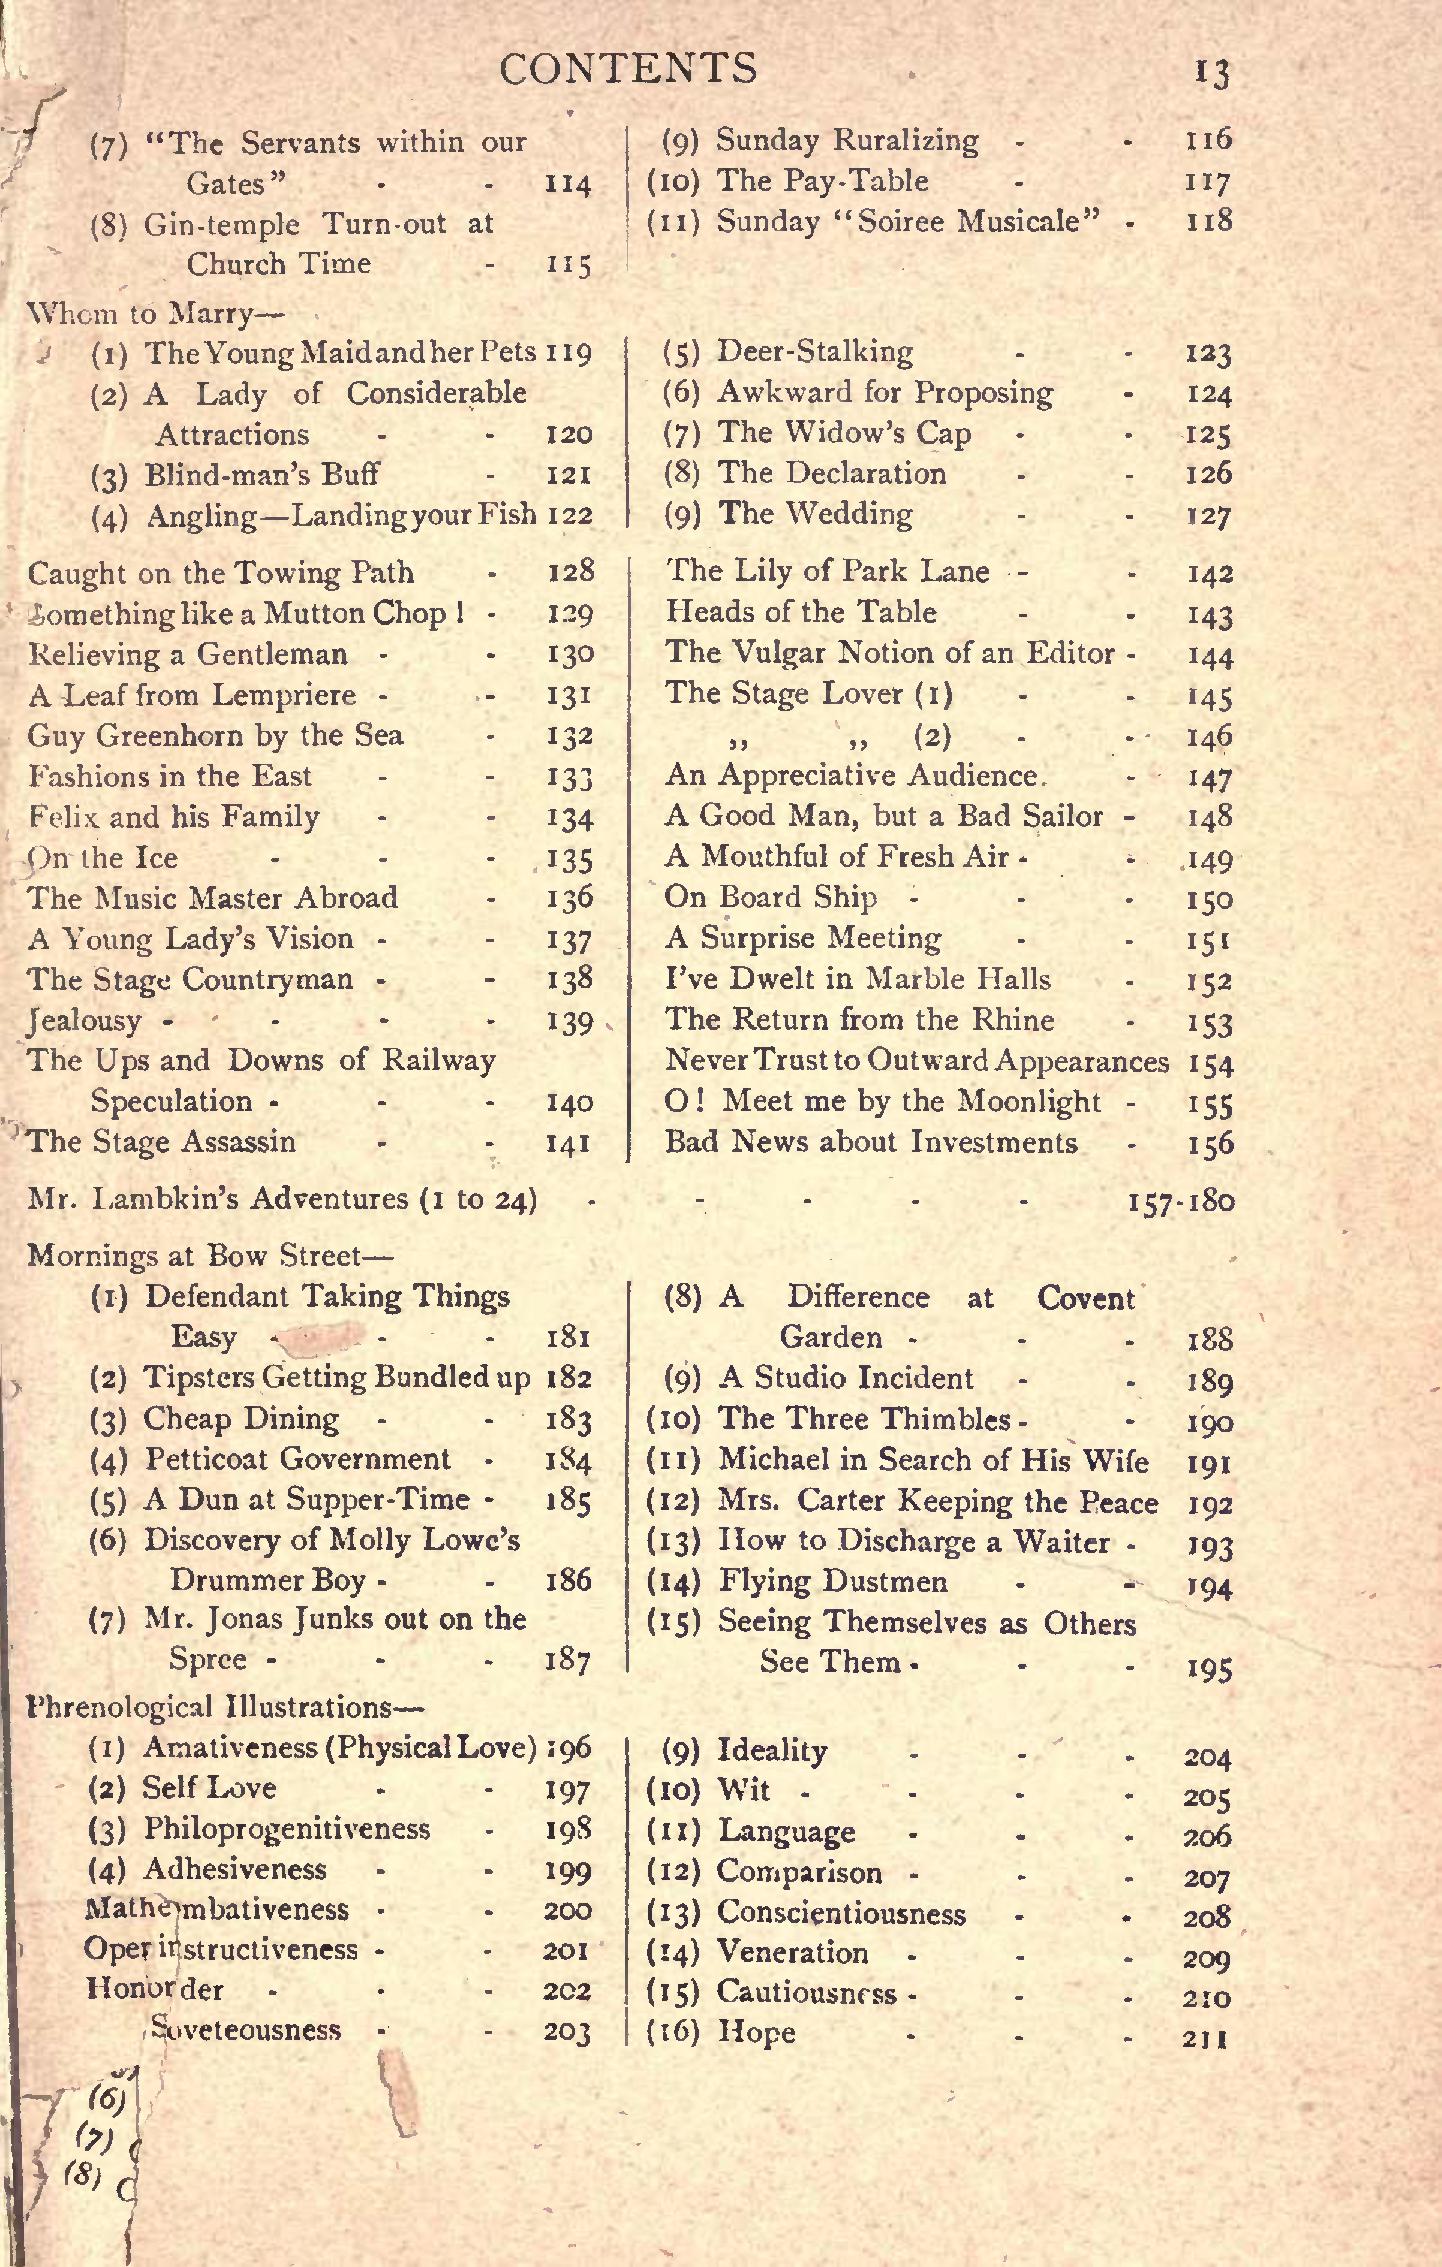 CONTENTS 13
(7) “The Servants within our
Gates” - - 114
(8) Gin-temple Turn-out at
Church Time - 115
(9) Sunday Ruralizing - - 116
(10) The Pay-Table - 117
(11) Sunday “Soiree Musicale” - 118
Whom to Marry—
(1) The Young Maid and her Pets 119
(2) A Lady of Considerable
Attractions - - 120
(3) Blind-man’s Buff - 121
(4) Angling—Landing your Fish 122
(5) Deer-Stalking - - 123
(6) Awkward for Proposing - 124
(7) The Widow’s Cap - - 125
(8) The Declaration - - 126
(9) The Wedding - - 127
Caught on the Towing Path - 128
Something like a Mutton Chop! - 129
Relieving a Gentleman - - 130
A Leaf from Lempriere - - 131
Guy Greenhorn by the Sea - 132
Fashions in the East - - 133
Felix and his Family - - 134
On the Ice - - - 135
The Music Master Abroad - 136
A Young Lady’s Vision - - 137
The Stage Countryman - - 138
Jealousy - - - - 139
The Ups and Downs of Railway
Speculation - - - 140
The Stage Assassin - - 141
The Lily of Park Lane - - 142
Heads of the Table - - 143
The Vulgar Notion of an Editor - 144
The Stage Lover (1) - - 145
„ „ (2) - - 146
An Appreciative Audience. - 147
A Good Man, but a Bad Sailor - 148
A Mouthful of Fresh Air - - 149
On Board Ship - - - 150
A Surprise Meeting - - 151
I’ve Dwelt in Marble Halls - 152
The Return from the Rhine - 153
Never Trust to Outward Appearances 154
O! Meet me by the Moonlight - 155
Bad News about Investments - 156
Mr. Lambkin’s Adventures (1 to 24) - - - - - 157-180
Mornings at Bow Street—
(1) Defendant Taking Things
Easy - - - 181
(2) Tipsters Getting Bundled up 182
(3) Cheap Dining - - 183
(4) Petticoat Government - 184
(5) A Dun at Supper-Time - 185
(6) Discovery of Molly Lowe’s
Drummer Boy - - 186
(7) Mr. Jonas Junks out on the
Spree - - - 187
(8) A Difference at Covent
Garden - - - 188
(9) A Studio Incident - - 189
(10) The Three Thimbles - - 190
(11) Michael in Search of His Wife 191
(12) Mrs. Carter Keeping the Peace 192
(13) How to Discharge a Waiter - 193
(14) Flying Dustmen - - 194
(15) Seeing Themselves as Others
See Them - - - 195
Phrenological Illustrations—
(1) Amativeness (Physical Love) 196
(2) Self Love - - 197
(3) Philoprogenitiveness - 198
(4) Adhesiveness - - 199
Mathe mbativeness - - 200
Oper instructiveness - - 201
Honor der - - - 202
oveteousness - - 203
(9) Ideality - - - 204
(10) Wit - - - - 205
(11) Language - - - 206
(12) Comparison - - - 207
(13) Conscientiousness - - 208
(14) Veneration - - - 209
(15) Cautiousness - - - 210
(16) Hope - - - 211
(6)
(7)
(8)